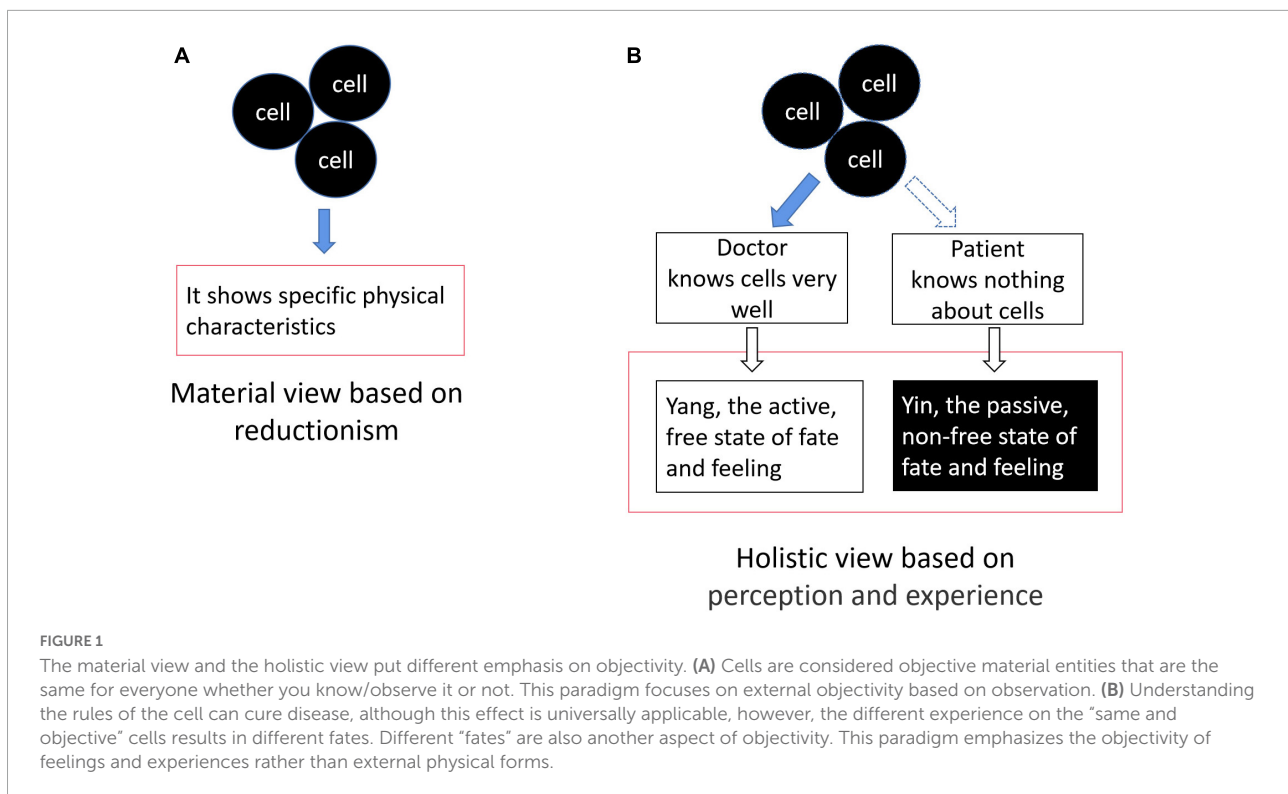 A
cell
cell
cell
It shows specific physical
characteristics
Material view based on
reductionism
B
cell
cell
cell
Doctor
knows cells very
well
Patient
knows nothing
about cells
Yang, the active,
free state of fate
and feeling
Yin, the passive,
non-free state of
fate and feeling
Holistic view based on
perception and experience
FIGURE 1
The material view and the holistic view put different emphasis on objectivity. (A) Cells are considered objective material entities that are the
same for everyone whether you know/observe it or not. This paradigm focuses on external objectivity based on observation. (B) Understanding
the rules of the cell can cure disease, although this effect is universally applicable, however, the different experience on the “same and
objective” cells results in different fates. Different “fates” are also another aspect of objectivity. This paradigm emphasizes the objectivity of
feelings and experiences rather than external physical forms.